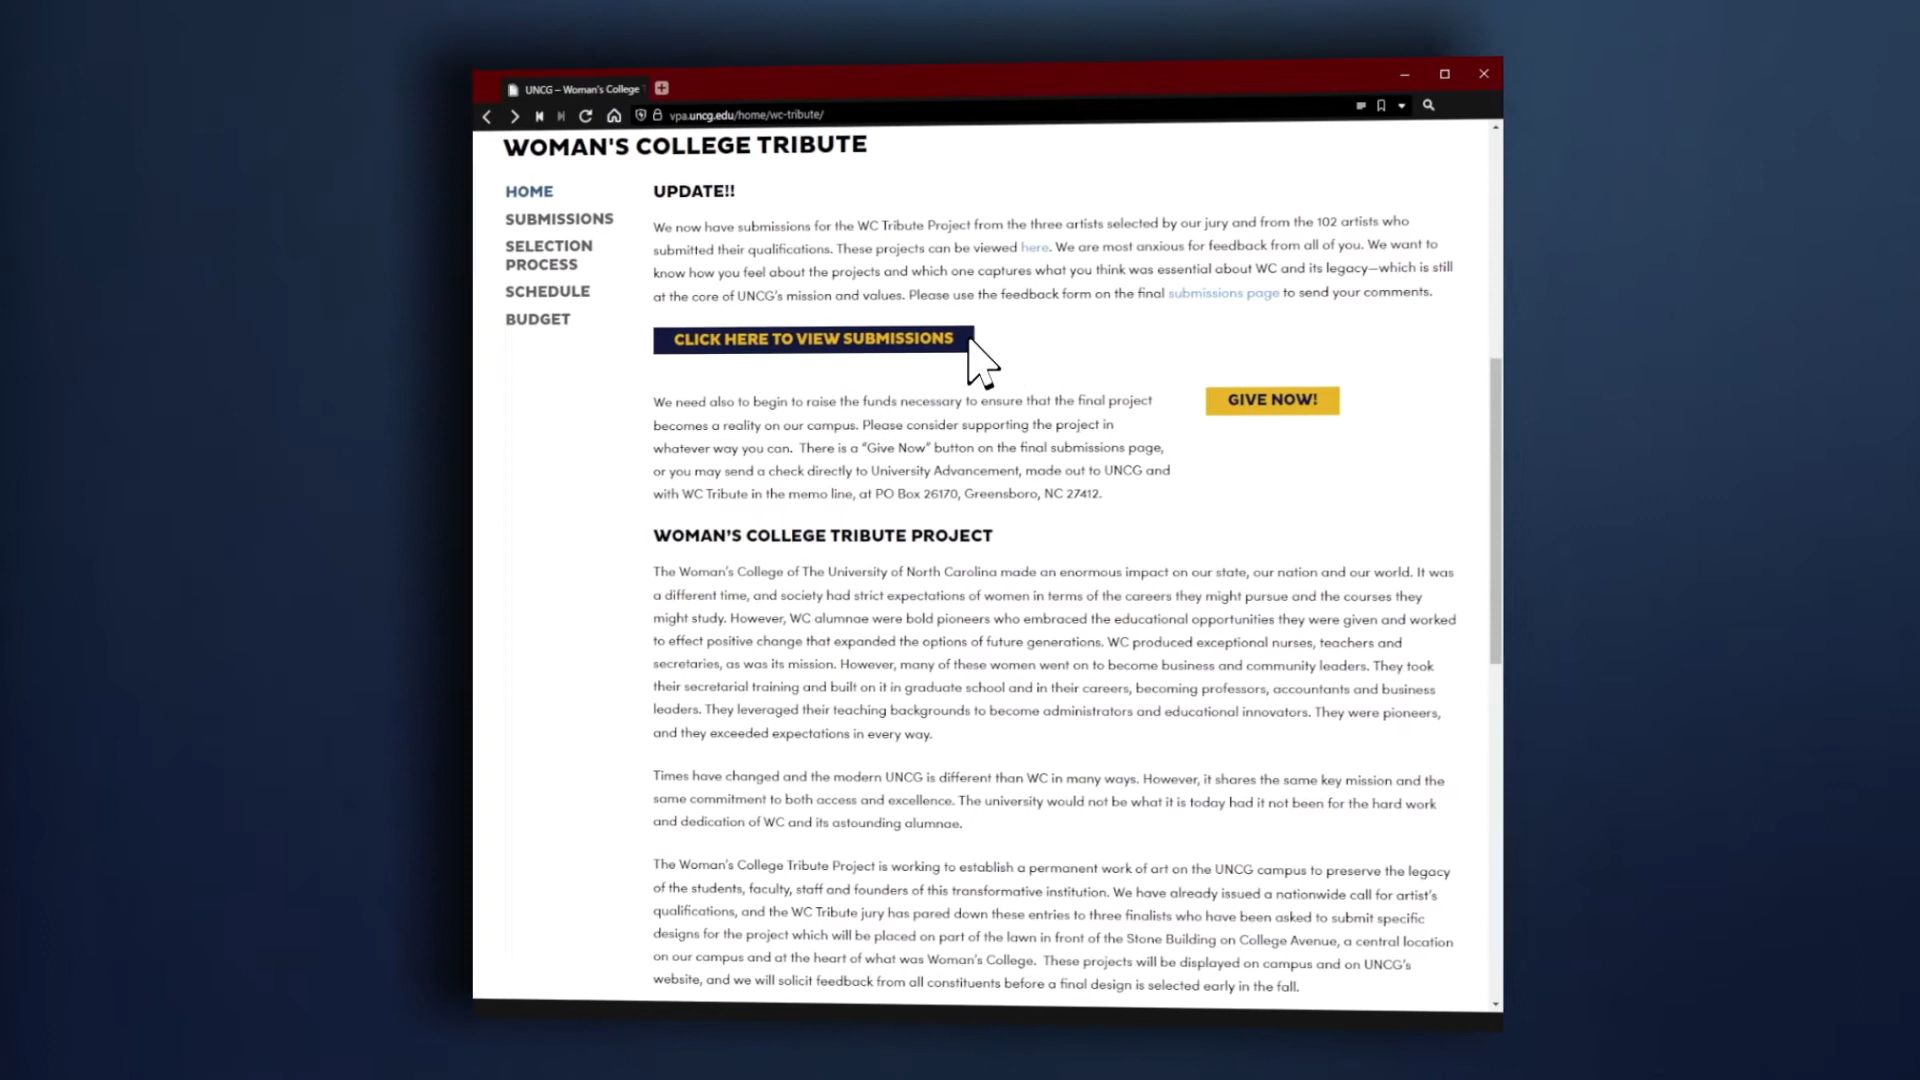 UNCG – Woman's College
vpa.uncg.edu/home/wc-tribute/
WOMAN'S COLLEGE TRIBUTE
HOME
SUBMISSIONS
SELECTION
PROCESS
SCHEDULE
BUDGET
UPDATE!!
We now have submissions for the WC Tribute Project from the three artists selected by our jury and from the 102 artists who
submitted their qualifications. These projects can be viewed here. We are most anxious for feedback from all of you. We want to
know how you feel about the projects and which one captures what you think was essential about WC and its legacy—which is still
at the core of UNCG's mission and values. Please use the feedback form on the final submissions page to send your comments.
CLICK HERE TO VIEW SUBMISSIONS
We need also to begin to raise the funds necessary to ensure that the final project
becomes a reality on our campus. Please consider supporting the project in
whatever way you can. There is a “Give Now” button on the final submissions page,
or you may send a check directly to University Advancement, made out to UNCG and
with WC Tribute in the memo line, at PO Box 26170, Greensboro, NC 27412.
GIVE NOW!
WOMAN'S COLLEGE TRIBUTE PROJECT
The Woman's College of The University of North Carolina made an enormous impact on our state, our nation and our world. It was
a different time, and society had strict expectations of women in terms of the careers they might pursue and the courses they
might study. However, WC alumnae were bold pioneers who embraced the educational opportunities they were given and worked
to effect positive change that expanded the options of future generations. WC produced exceptional nurses, teachers and
secretaries, as was its mission. However, many of these women went on to become business and community leaders. They took
their secretarial training and built on it in graduate school and in their careers, becoming professors, accountants and business
leaders. They leveraged their teaching backgrounds to become administrators and educational innovators. They were pioneers,
and they exceeded expectations in every way.
Times have changed and the modern UNCG is different than WC in many ways. However, it shares the same key mission and the
same commitment to both access and excellence. The university would not be what it is today had it not been for the hard work
and dedication of WC and its astounding alumnae.
The Woman's College Tribute Project is working to establish a permanent work of art on the UNCG campus to preserve the legacy
of the students, faculty, staff and founders of this transformative institution. We have already issued a nationwide call for artist's
qualifications, and the WC Tribute jury has pared down these entries to three finalists who have been asked to submit specific
designs for the project which will be placed on part of the lawn in front of the Stone Building on College Avenue, a central location
on our campus and at the heart of what was Woman's College. These projects will be displayed on campus and on UNCG's
website, and we will solicit feedback from all constituents before a final design is selected early in the fall.